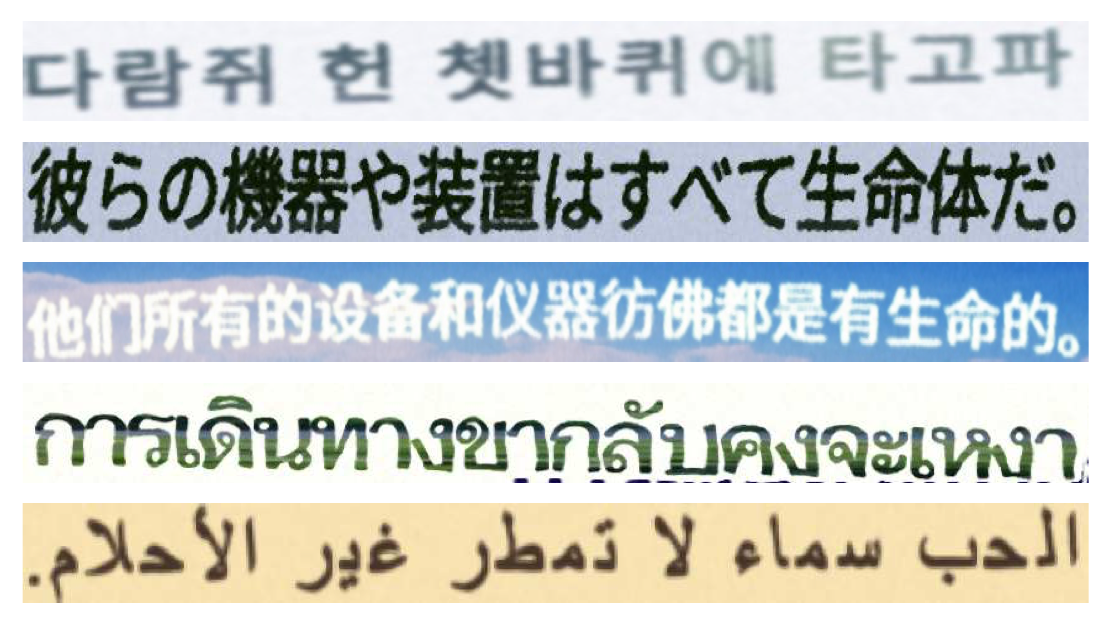 다람쥐 헌 쳇바퀴에 타고파
彼らの機器や装置はすべて生命体だ。
他们所有的设备和仪器彷佛都是有生命的。
การเดินทางขากลับคงจะเหงา
الحب سماء لا تمطر غير الأحلام.